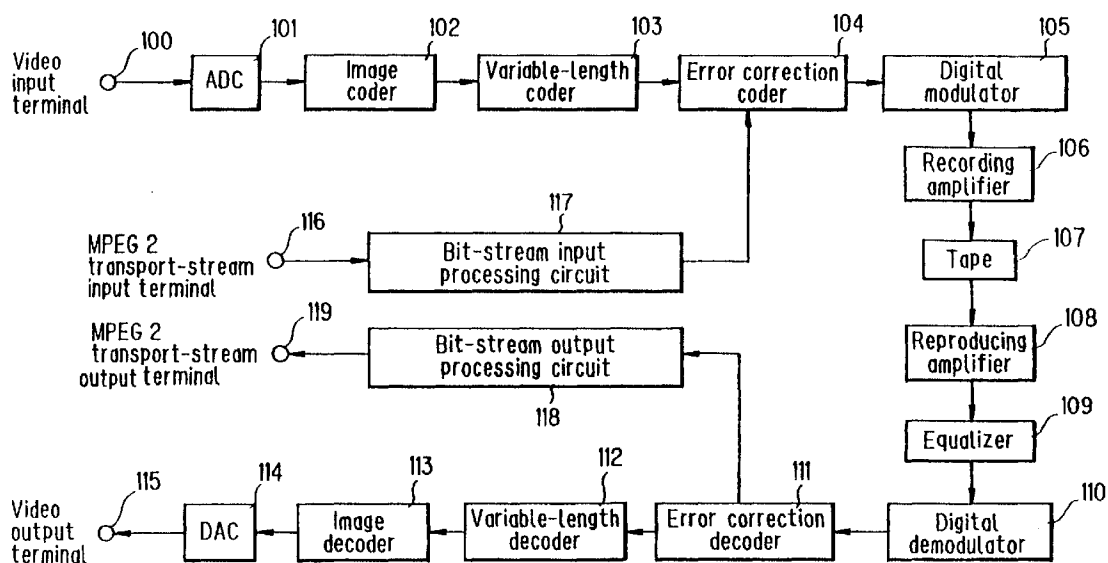 100
101
102
103
104
105
Video
input
terminal
ADC
Image
coder
Variable-length
coder
Error correction
coder
Digital
modulator
106
Recording
amplifier
116
117
MPEG 2
transport-stream
input terminal
Bit-stream input
processing circuit
107
Tape
119
MPEG 2
transport-stream
output terminal
Bit-stream output
processing circuit
118
108
Reproducing
amplifier
109
Equalizer
115
114
113
112
111
110
Video
output
terminal
DAC
Image
decoder
Variable-length
decoder
Error correction
decoder
Digital
demodulator